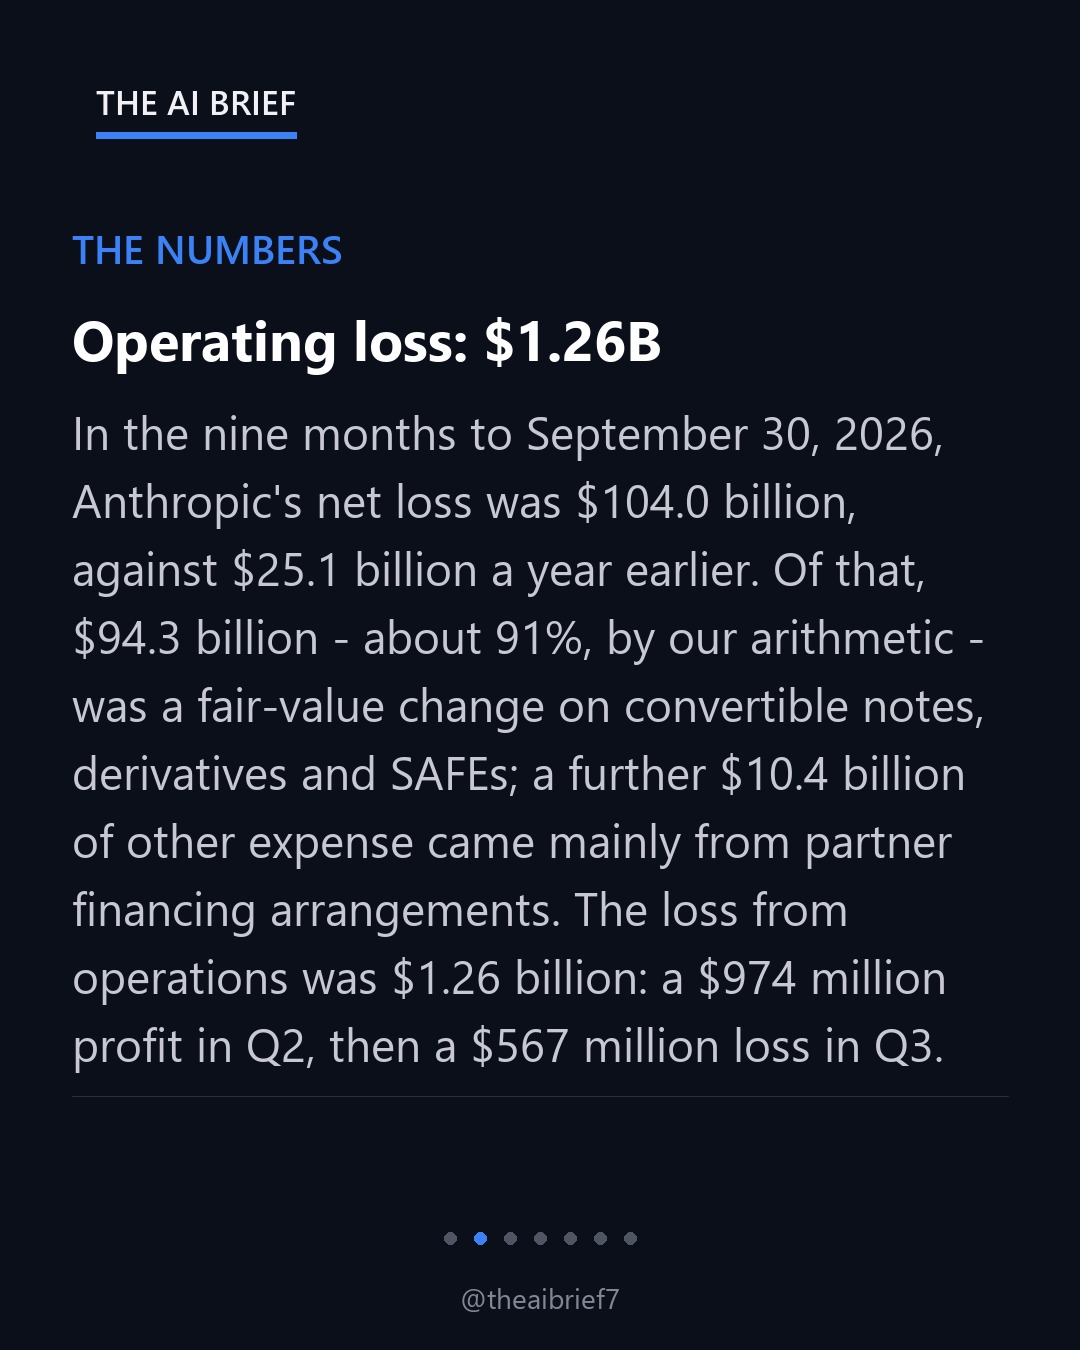 THE AI BRIEF
THE NUMBERS
Operating loss: $1.26B
In the nine months to September 30, 2026,
Anthropic's net loss was $104.0 billion,
against $25.1 billion a year earlier. Of that,
$94.3 billion - about 91%, by our arithmetic -
was a fair-value change on convertible notes,
derivatives and SAFEs; a further $10.4 billion
of other expense came mainly from partner
financing arrangements. The loss from
operations was $1.26 billion: a $974 million
profit in Q2, then a $567 million loss in Q3.
@theaibrief7